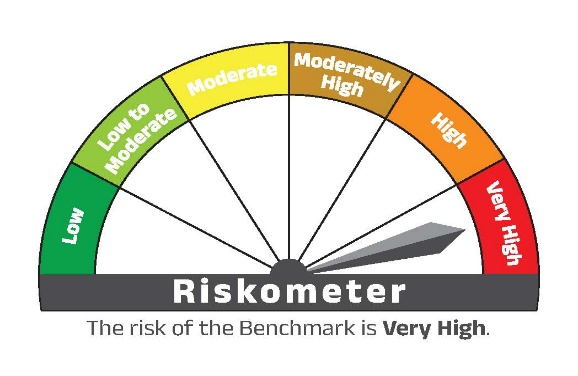 Low
Low to
Moderate
Moderate
Moderately
High
High
Very High
Riskometer
The risk of the Benchmark is Very High.